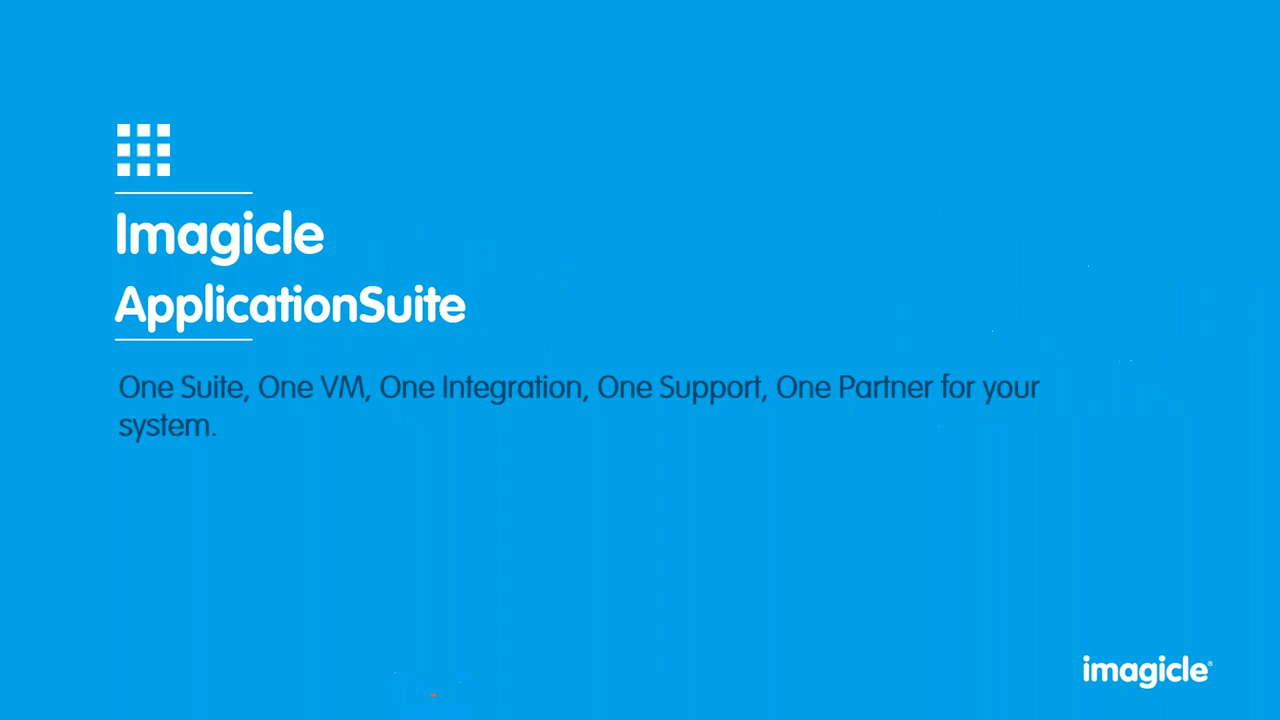 Imagicle
ApplicationSuite
One Suite, One VM, One Integration, One Support, One Partner for your
system.
imagicle®